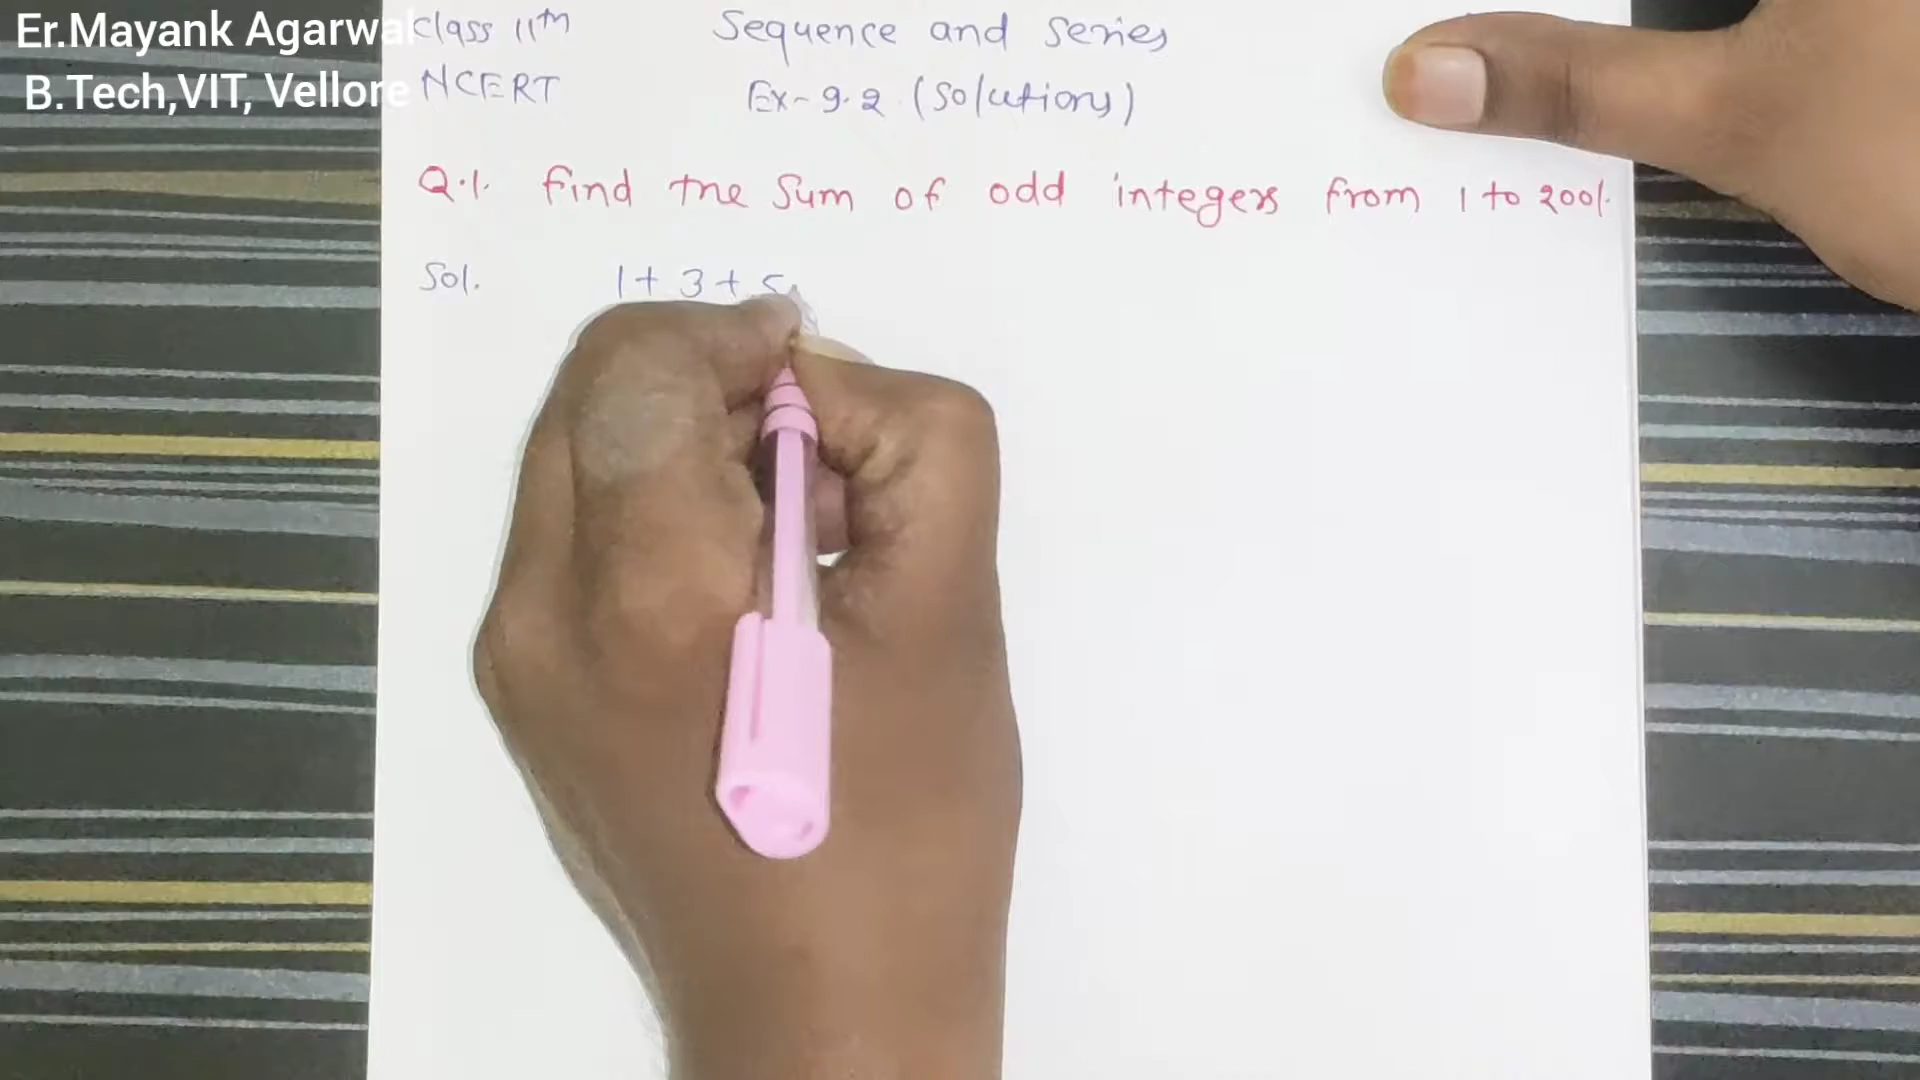 Er.Mayank Agarwal
B.Tech,VIT, Vellore
Class 11th
NCERT
Sequence and Series
Ex- 9.2 (Solutions)
Q.1. Find the Sum of odd integers from 1 to 2001.
Sol. 1 + 3 + 5